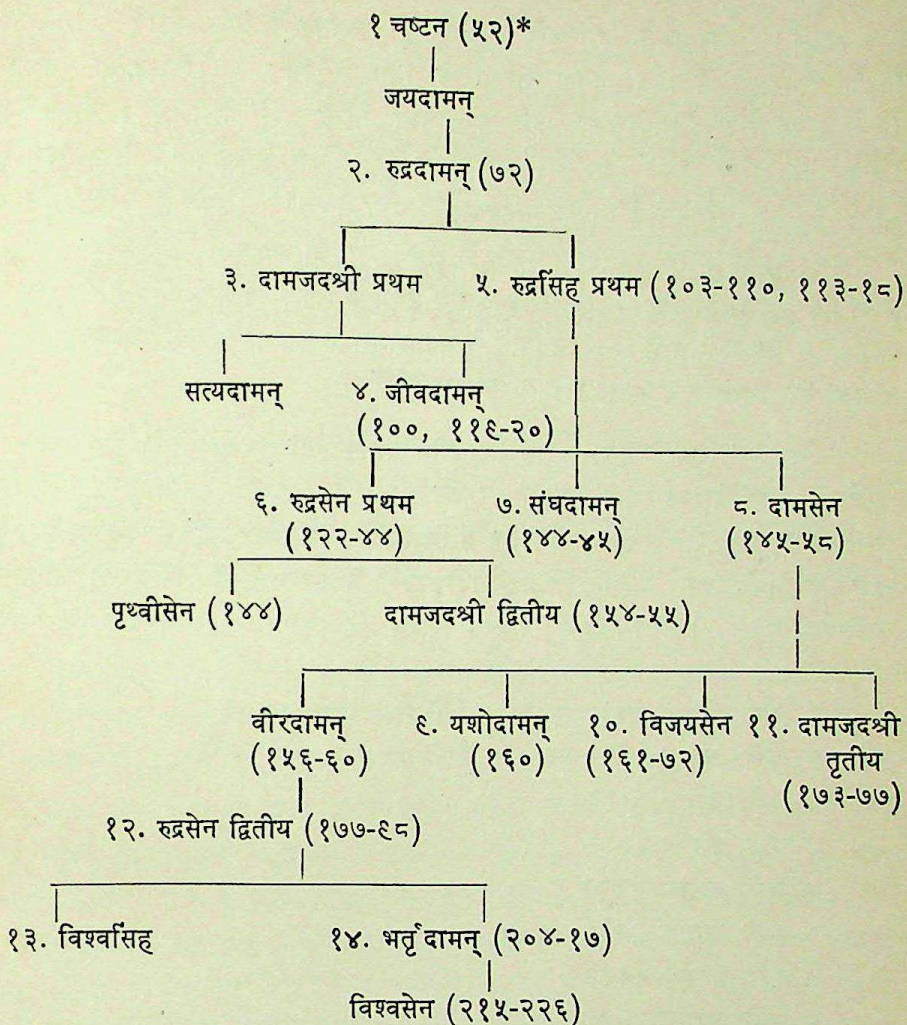 १ चष्टन (५२)*
जयदामन्
२. रुद्रदामन् (७२)
३. दामजदश्री प्रथम ५. रुद्रसिंह प्रथम (१०३-११०, ११३-१८)
सत्यदामन् ४. जीवदामन्
(१००, ११९-२०)
६. रुद्रसेन प्रथम ७. संघदामन् ८. दामसेन
(१२२-४४) (१४४-४५) (१४५-५८)
पृथ्वीसेन (१४४) दामजदश्री द्वितीय (१५४-५५)
वीरदामन् ९. यशोदामन् १०. विजयसेन ११. दामजदश्री
(१५६-६०) (१६०) (१६१-७२) तृतीय
(१७३-७७)
१२. रुद्रसेन द्वितीय (१७७-९८)
१३. विश्वसिंह १४. भर्तृदामन् (२०४-१७)
विश्वसेन (२१५-२२६)